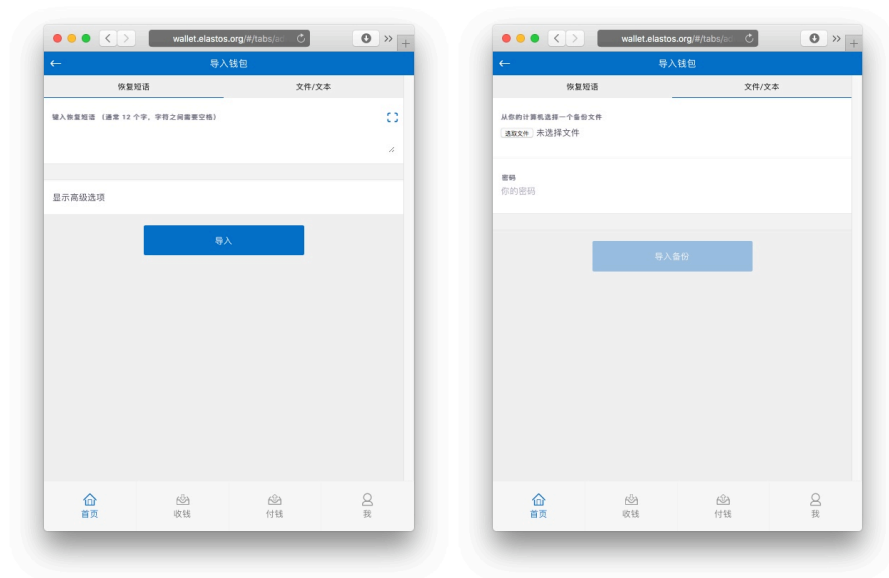 wallet.elastos.org/#/tabs/ad
导入钱包
恢复短语
文件/文本
键入恢复短语 （通常 12 个字，字符之间需要空格）
显示高级选项
导入
首页
收钱
付钱
我
wallet.elastos.org/#/tabs/ad
导入钱包
恢复短语
文件/文本
从你的计算机选择一个备份文件
选取文件 未选择文件
密码
你的密码
导入备份
首页
收钱
付钱
我